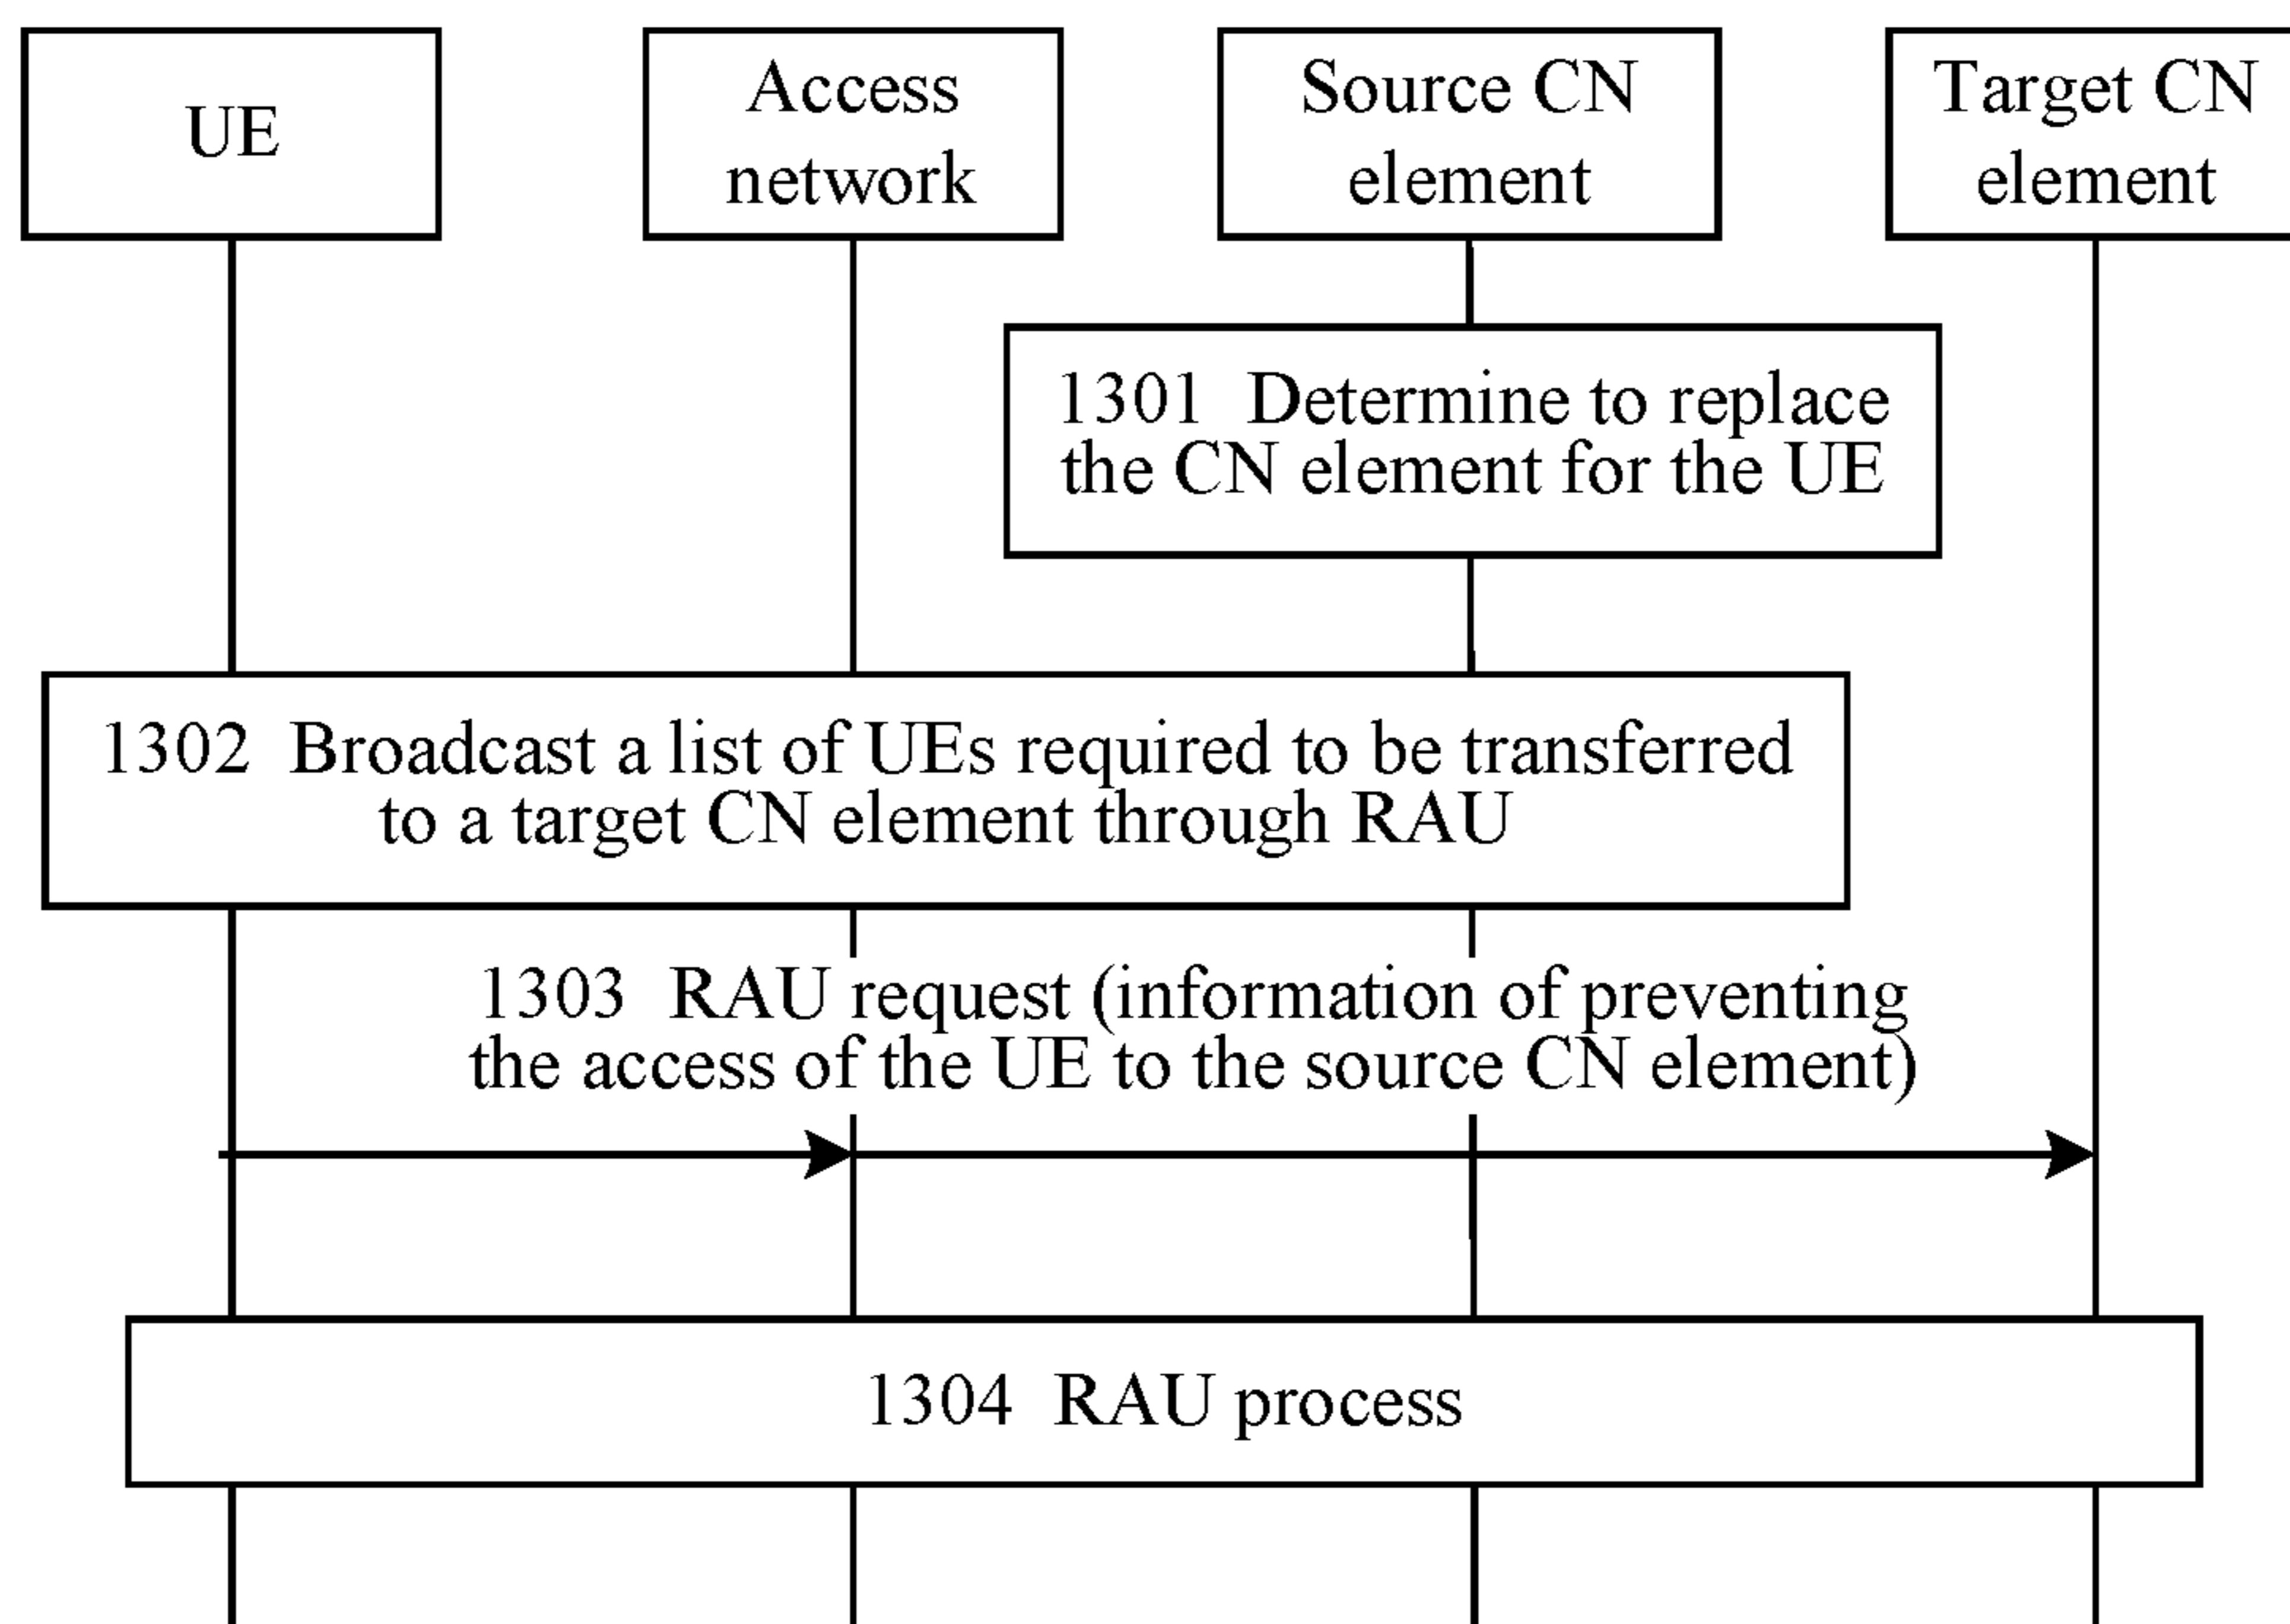 UE
Access
network
Source CN
element
Target CN
element
1301 Determine to replace
the CN element for the UE
1302 Broadcast a list of UEs required to be transferred
to a target CN element through RAU
1303 RAU request (information of preventing
the access of the UE to the source CN element)
1304 RAU process